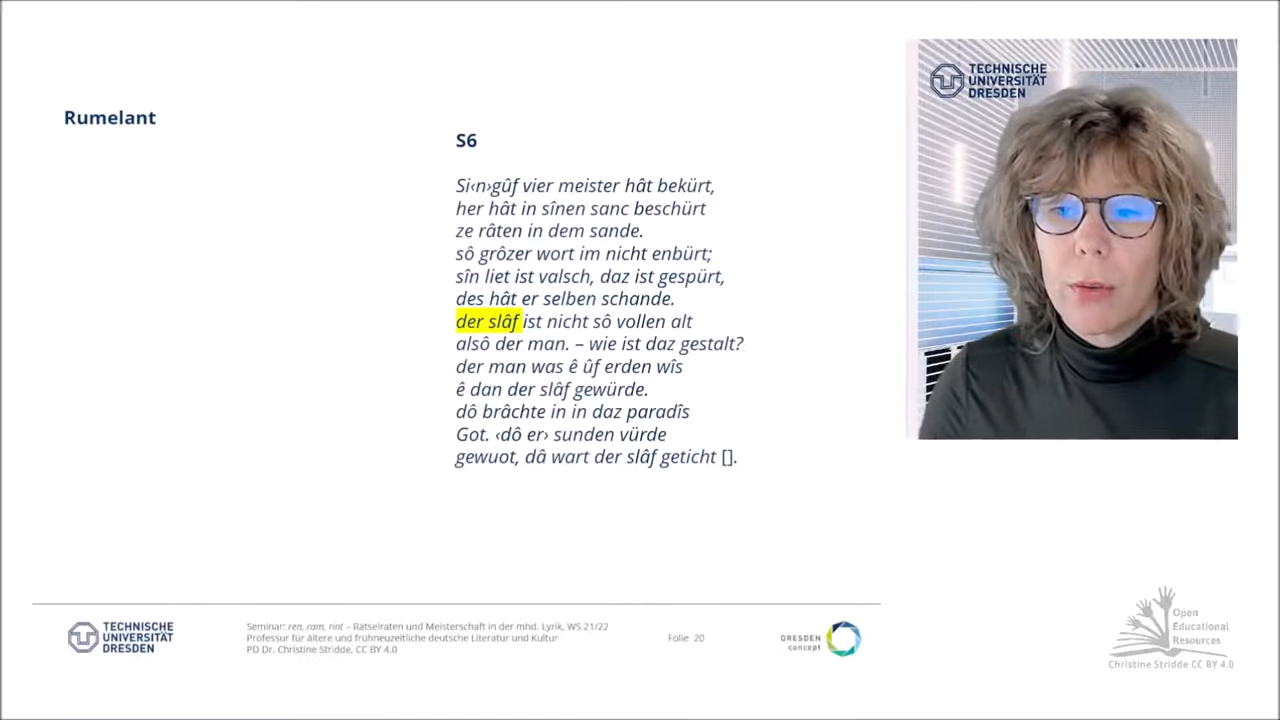 TECHNISCHE
UNIVERSITÄT
DRESDEN
Rumelant
S6
Si‹n›gûf vier meister hât bekürt,
her hât in sînen sanc beschürt
ze râten in dem sande.
sô grôzer wort im nicht enbürt;
sîn liet ist valsch, daz ist gespürt,
des hât er selben schande.
der slâf ist nicht sô vollen alt
alsô der man. – wie ist daz gestalt?
der man was ê ûf erden wîs
ê dan der slâf gewürde.
dô brâchte in in daz paradîs
Got. ‹dô er› sunden vürde
gewuot, dâ wart der slâf geticht [].
TECHNISCHE
UNIVERSITÄT
DRESDEN
Seminar: ren, ram, rint – Rätselraten und Meisterschaft in der mhd. Lyrik, WS 21/22
Professur für ältere und frühneuzeitliche deutsche Literatur und Kultur
PD Dr. Christine Stridde. CC BY 4.0
Folie 20
DRESDEN
concept
Open
Educational
Resources
Christine Stridde CC BY 4.0